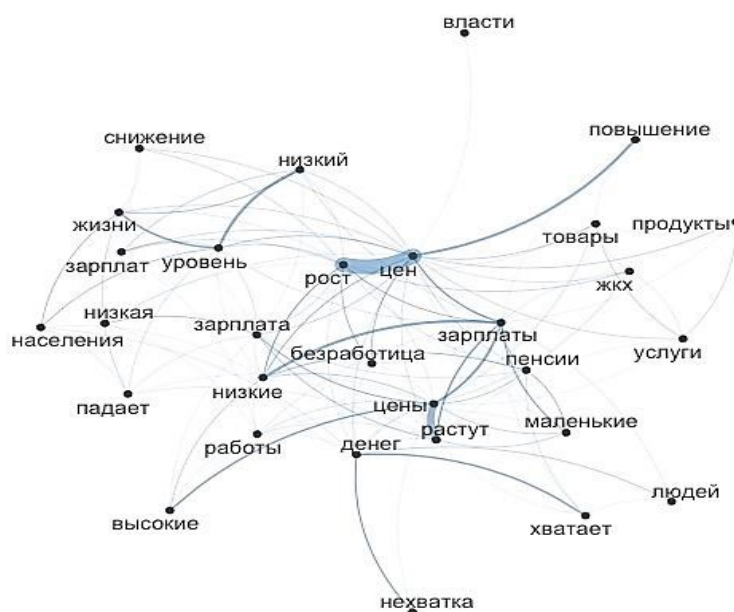 власти
повышение
снижение
низкий
жизни
товары
продукты
зарплат
уровень
рост
цен
жкх
низкая
населения
зарплата
зарплаты
безработица
пенсии
услуги
низкие
падает
цены
растут
маленькие
работы
денег
людей
высокие
хватает
нехватка